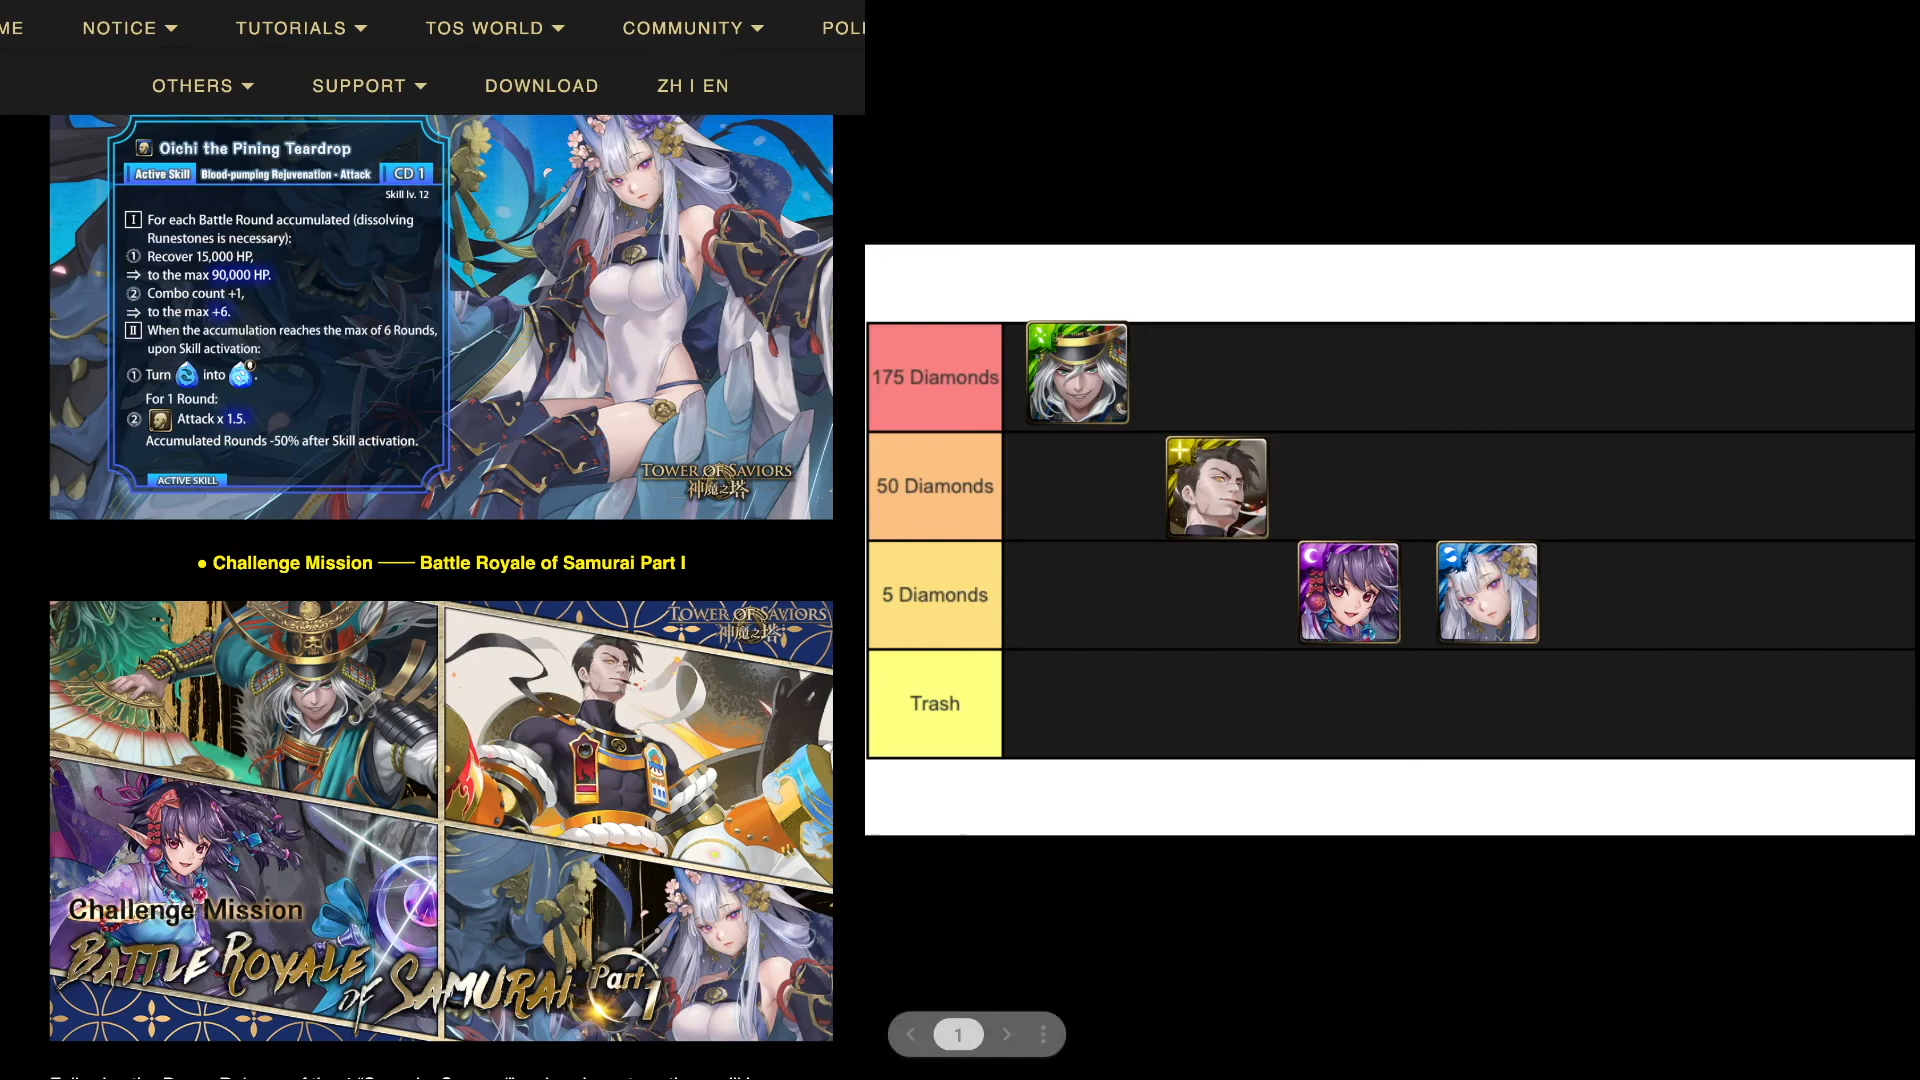 ME NOTICE TUTORIALS TOS WORLD COMMUNITY POLI
OTHERS SUPPORT DOWNLOAD ZH I EN
Oichi the Pining Teardrop
Active Skill Blood-pumping Rejuvenation - Attack CD 1
Skill lv. 12
I For each Battle Round accumulated (dissolving
Runestones is necessary):
① Recover 15,000 HP,
⇒ to the max 90,000 HP.
② Combo count +1,
⇒ to the max +6.
II When the accumulation reaches the max of 6 Rounds,
upon Skill activation:
① Turn into .
For 1 Round:
② Attack x 1.5.
Accumulated Rounds -50% after Skill activation.
ACTIVE SKILL
TOWER OF SAVIORS
神魔之塔
● Challenge Mission —— Battle Royale of Samurai Part I
TOWER OF SAVIORS
神魔之塔
Challenge Mission
BATTLE ROYALE
OF SAMURAI Part 1
175 Diamonds
50 Diamonds
5 Diamonds
Trash
1